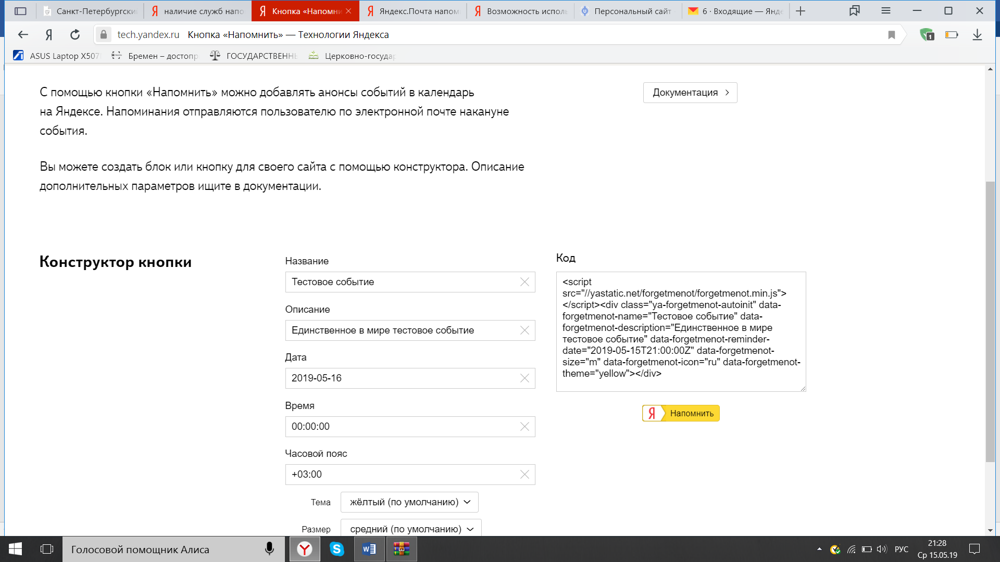 Санкт-Петербургски
наличие служб напо
Кнопка «Напомни
Яндекс.Почта напом
Возможность исполь
Персональный сайт
6 · Входящие — Янде
tech.yandex.ru Кнопка «Напомнить» — Технологии Яндекса
1
ASUS Laptop X507
Бремен – достопр
ГОСУДАРСТВЕННЫ
Церковно-государ
С помощью кнопки «Напомнить» можно добавлять анонсы событий в календарь
на Яндексе. Напоминания отправляются пользователю по электронной почте накануне
события.
Документация
Вы можете создать блок или кнопку для своего сайта с помощью конструктора. Описание
дополнительных параметров ищите в документации.
Конструктор кнопки
Название
Тестовое событие
Описание
Единственное в мире тестовое событие
Дата
2019-05-16
Время
00:00:00
Часовой пояс
+03:00
Тема жёлтый (по умолчанию)
Размер средний (по умолчанию)
Код
<script
src="//yastatic.net/forgetmenot/forgetmenot.min.js">
</script><div class="ya-forgetmenot-autoinit" data-
forgetmenot-name="Тестовое событие" data-
forgetmenot-description="Единственное в мире
тестовое событие" data-forgetmenot-reminder-
date="2019-05-15T21:00:00Z" data-forgetmenot-
size="m" data-forgetmenot-icon="ru" data-forgetmenot-
theme="yellow"></div>
Я Напомнить
Голосовой помощник Алиса
РУС
21:28
Ср 15.05.19